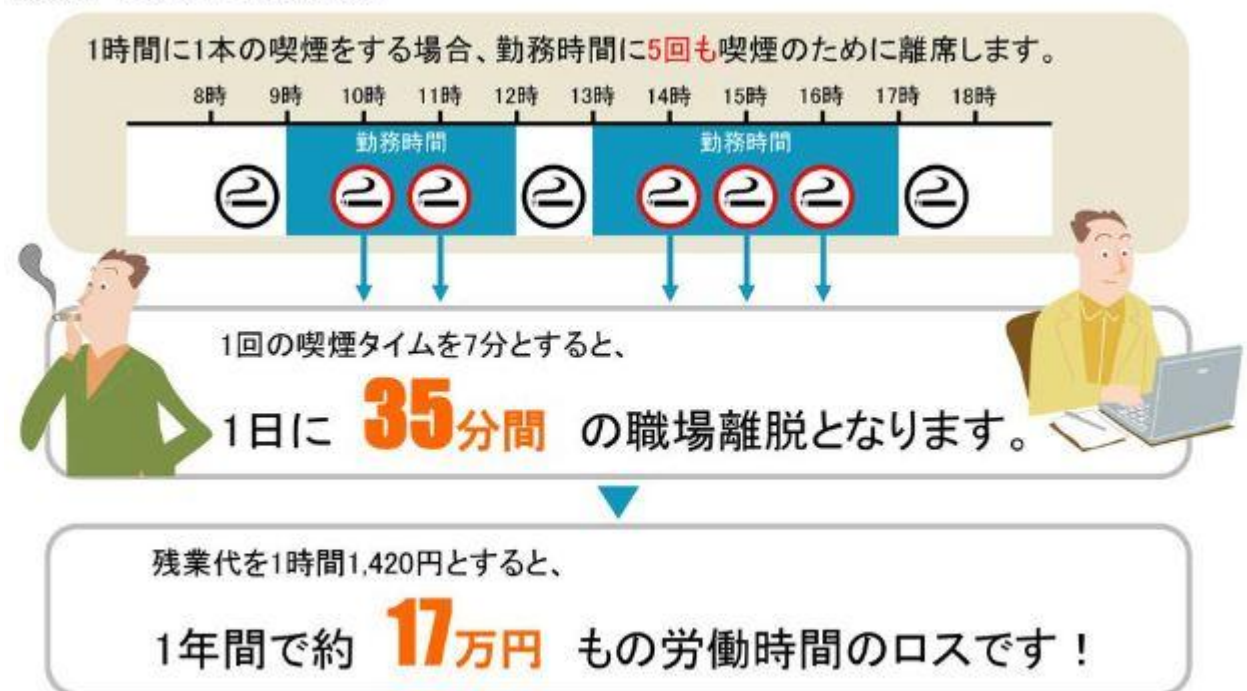 1時間に1本の喫煙をする場合、勤務時間に5回も喫煙のために離席します。
8時 9時 10時 11時 12時 13時 14時 15時 16時 17時 18時
勤務時間 勤務時間
1回の喫煙タイムを7分とすると、
1日に 35分間 の職場離脱となります。
残業代を1時間1,420円とすると、
1年間で約 17万円 もの労働時間のロスです！